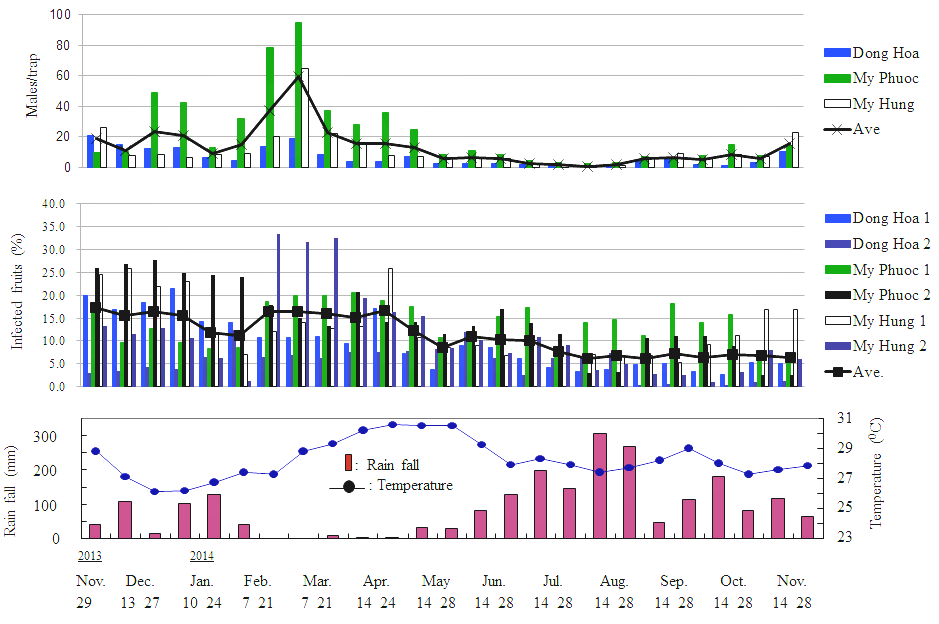 100
80
60
40
20
0
Males/trap
Dong Hoa
My Phuoc
My Hung
Ave
40.0
35.0
30.0
25.0
20.0
15.0
10.0
5.0
0.0
Infected fruits (%)
Dong Hoa 1
Dong Hoa 2
My Phuoc 1
My Phuoc 2
My Hung 1
My Hung 2
Ave.
300
200
100
0
Rain fall (mm)
: Rain fall
: Temperature
31
29
27
25
23
Temperature (⁰C)
2013 2014
Nov. Dec. Jan. Feb. Mar. Apr. May Jun. Jul. Aug. Sep. Oct. Nov.
29 13 27 10 24 7 21 7 21 14 28 14 28 14 28 14 28 14 28 14 28 14 28 14 28